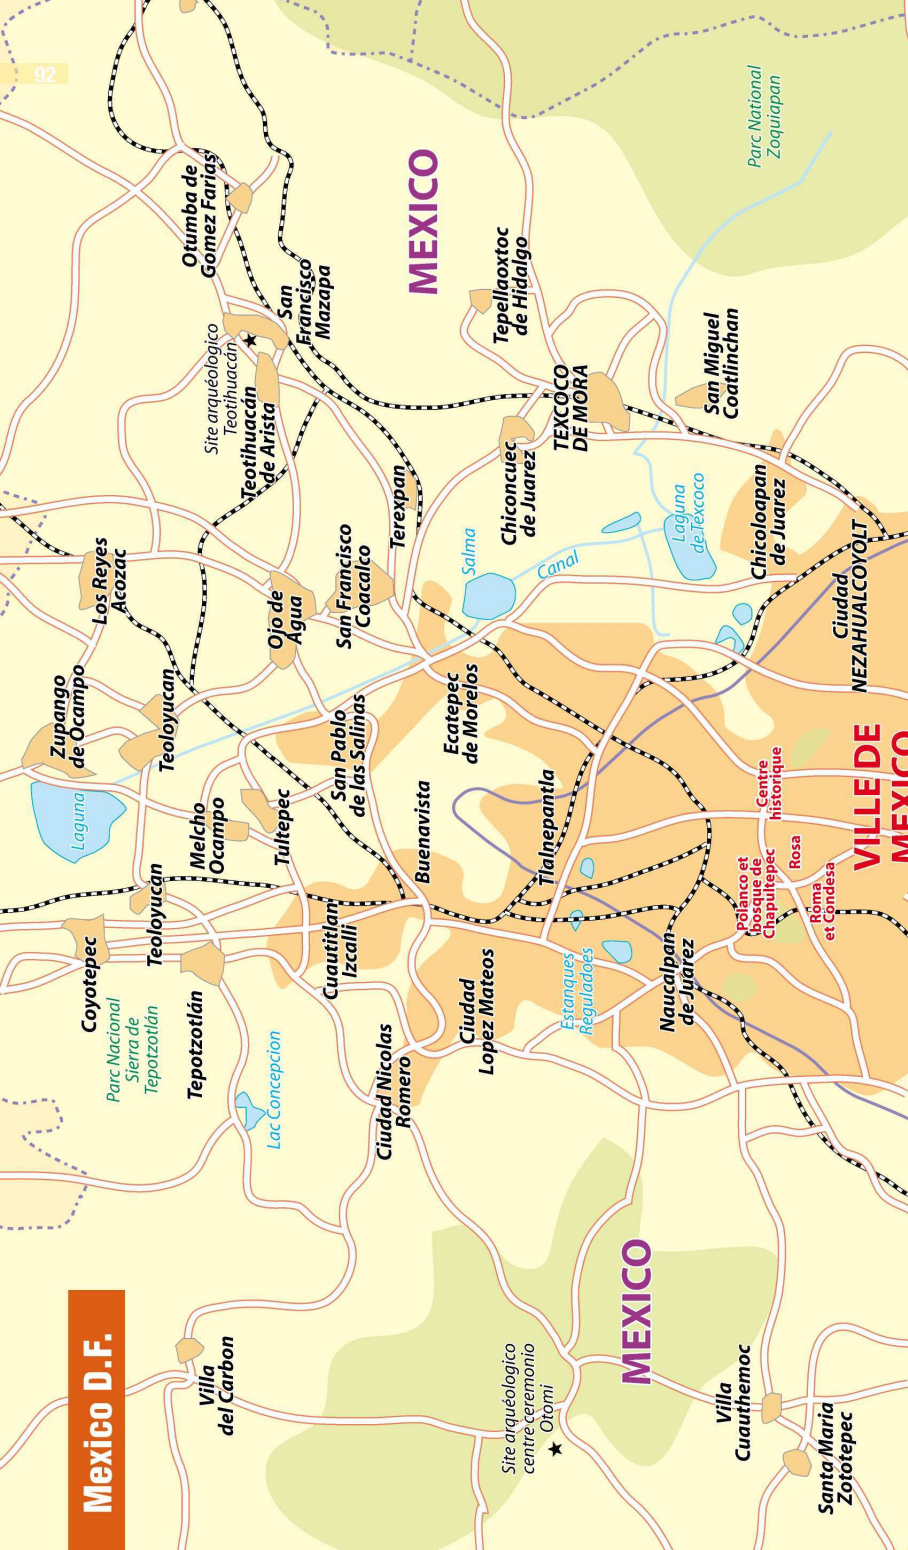 Mexico D.F.
92
Otumba de
Gomez Farias
MEXICO
Parc National
Zoquiapan
San
Francisco
Mazapa
Tepellaoxtoc
de Hidalgo
Site arquéologico
Teotihuacán
Teotihuacán
de Arista
San Miguel
Coatlinchan
TEXCOCO
DE MORA
Chiconcuec
de Juarez
Terexpan
Los Reyes
Acozac
San Francisco
Coacalco
Ojo de
Agua
Salma
Canal
Laguna
de Texcoco
Chicoloapan
de Juarez
Ciudad
NEZAHUALCOYOLT
Zupango
de Ocampo
Teoloyucan
San Pablo
de las Salinas
Ecatepec
de Morelos
Laguna
Melcho
Ocampo
Tultepec
Buenavista
Tlalnepantla
Centre
historique
VILLE DE
MEXICO
Polanco et
bosque de
Chapultepec
Rosa
Roma
et Condesa
Teoloyucan
Coyotepec
Cuautitlan
Izcalli
Tepotzotlán
Parc Nacional
Sierra de
Tepotzotlán
Ciudad
Lopez Mateos
Estanques
Reguladoes
Naucalpan
de Juárez
Lac Concepcion
Ciudad Nicolas
Romero
MEXICO
Villa
del Carbon
Site arquéologico
centre ceremonio
Otomi
Villa
Cuauthemoc
Santa Maria
Zototepec